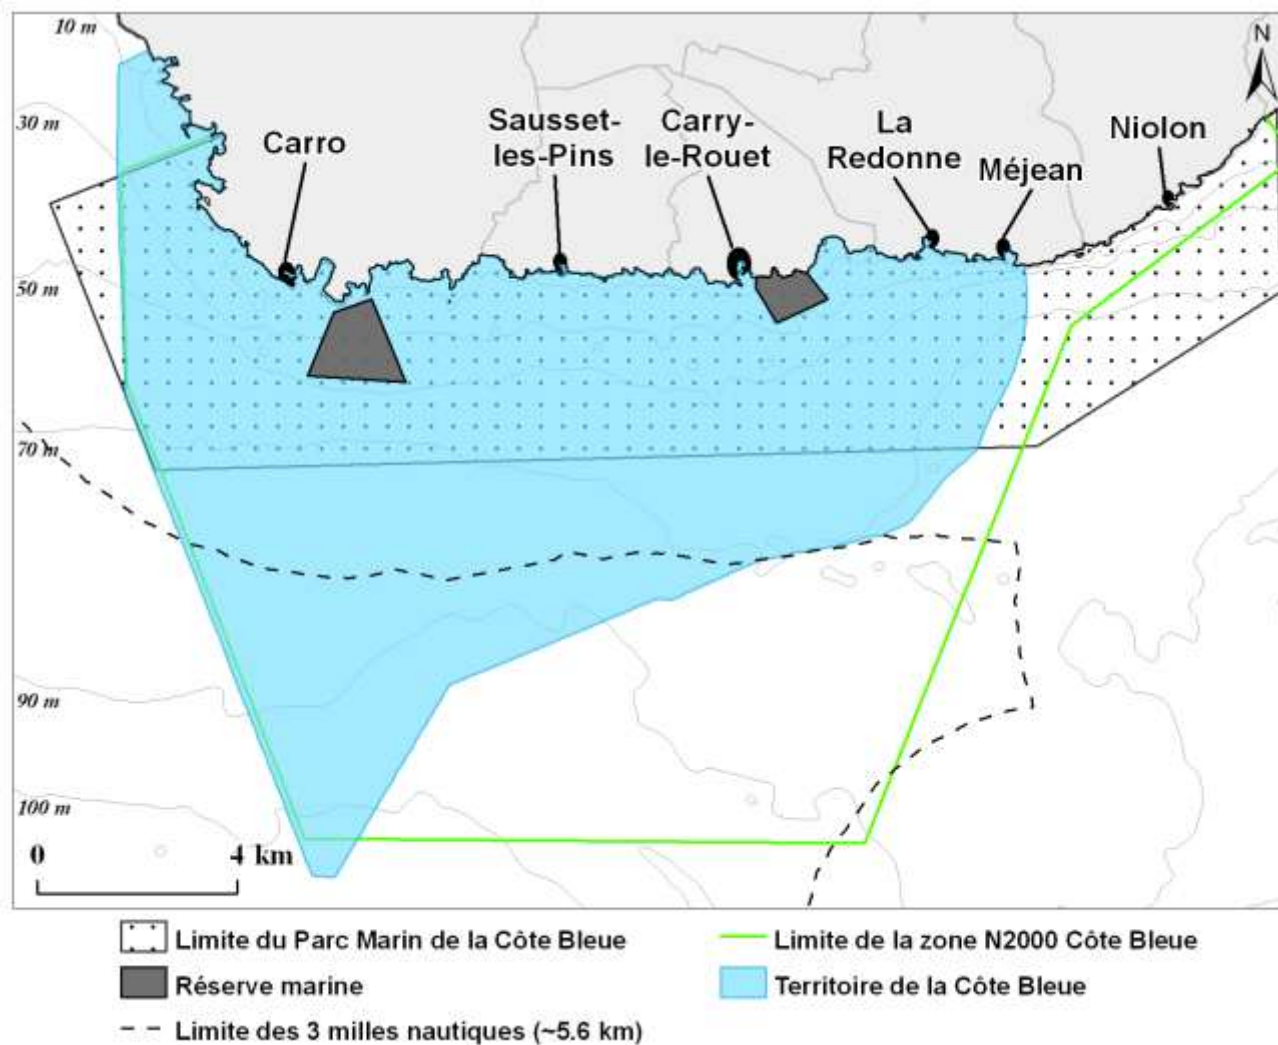 10 m
N
30 m
Carro
Sausset-
les-Pins
Carry-
le-Rouet
La
Redonne
Méjean
Niolon
50 m
70 m
90 m
100 m
0 4 km
Limite du Parc Marin de la Côte Bleue
Limite de la zone N2000 Côte Bleue
Réserve marine
Territoire de la Côte Bleue
Limite des 3 milles nautiques (~5.6 km)